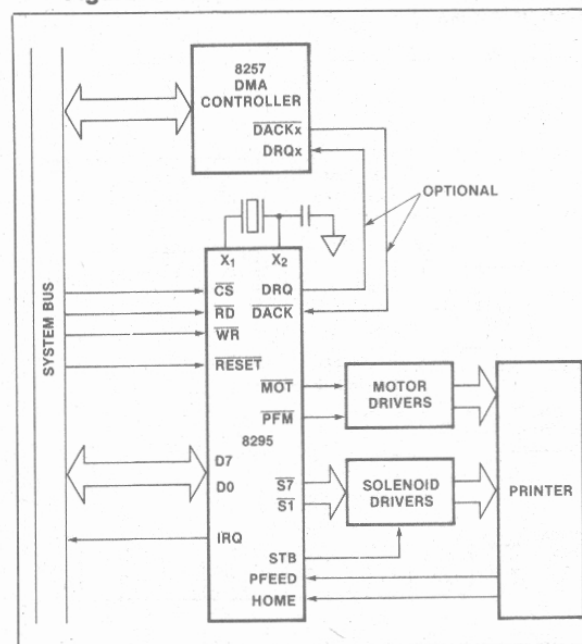 8257
DMA
CONTROLLER
DACKx
DRQx
OPTIONAL
X1
X2
SYSTEM BUS
CS
DRQ
RD
DACK
WR
RESET
MOT
MOTOR
DRIVERS
PFM
8295
D7
D0
S7
S1
SOLENOID
DRIVERS
PRINTER
IRQ
STB
PFEED
HOME